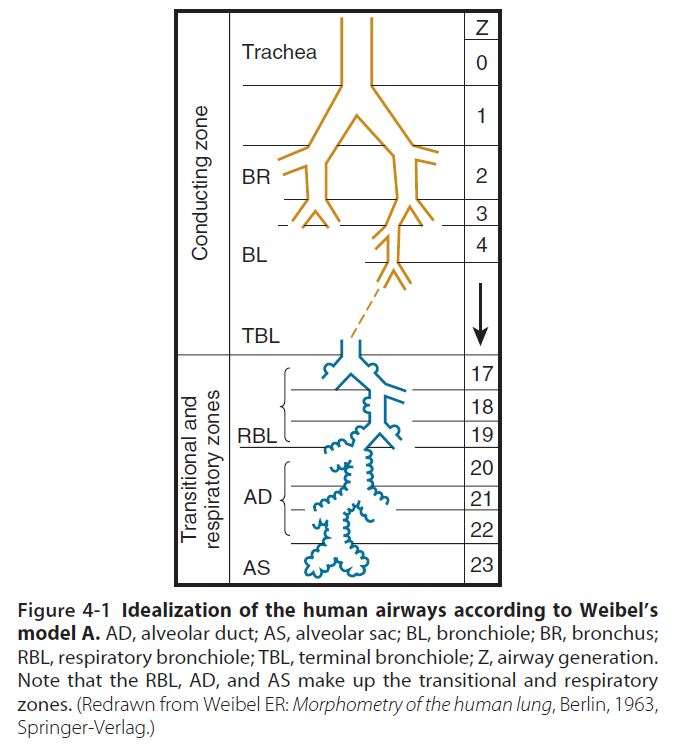 Z
Trachea
0
1
BR
2
3
BL
4
TBL
Conducting zone
17
18
RBL
19
20
AD
21
22
AS
23
Transitional and
respiratory zones
Figure 4-1 Idealization of the human airways according to Weibel's
model A. AD, alveolar duct; AS, alveolar sac; BL, bronchiole; BR, bronchus;
RBL, respiratory bronchiole; TBL, terminal bronchiole; Z, airway generation.
Note that the RBL, AD, and AS make up the transitional and respiratory
zones. (Redrawn from Weibel ER: Morphometry of the human lung, Berlin, 1963,
Springer-Verlag.)